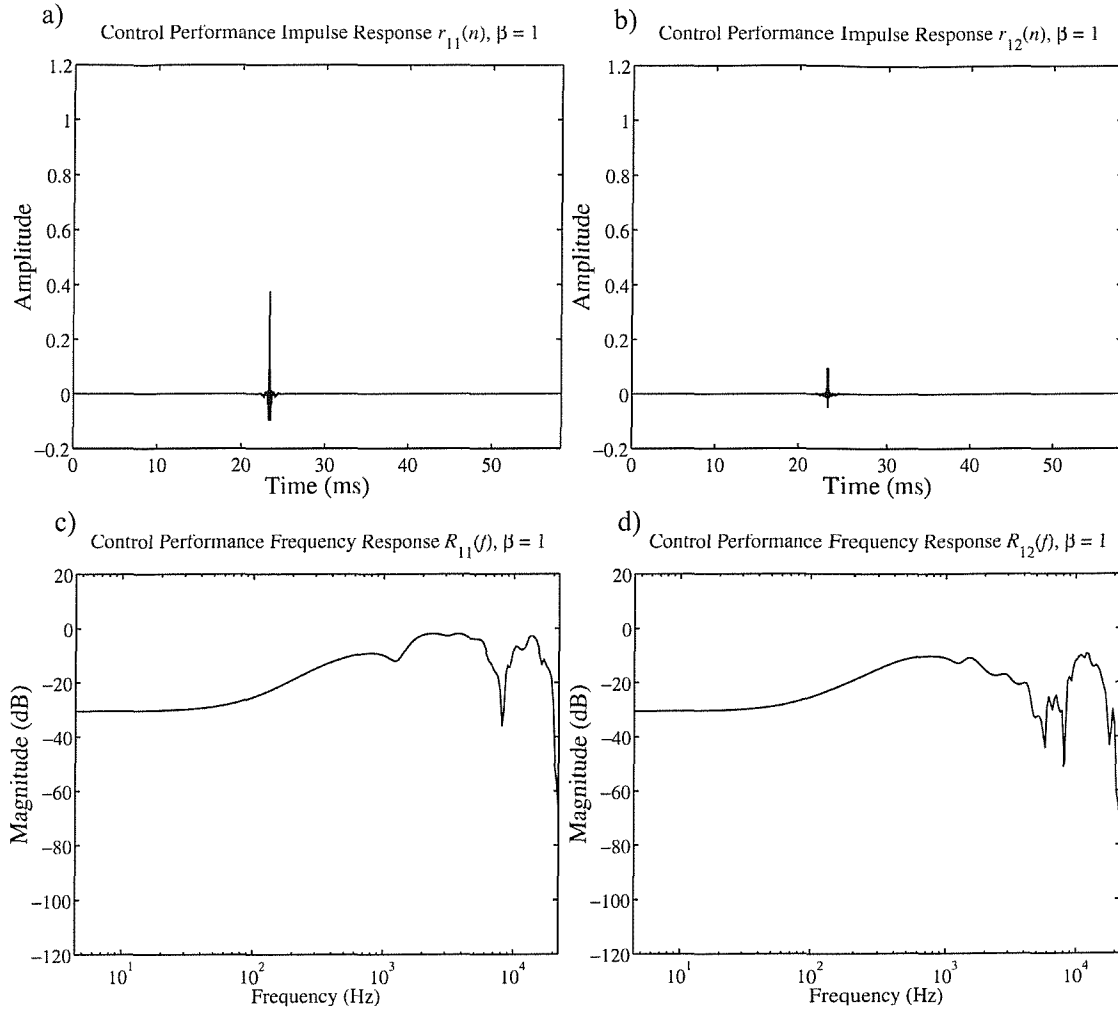 a)
Control Performance Impulse Response r11(n), β = 1
1.2
1
0.8
0.6
0.4
0.2
0
−0.2
Amplitude
0 10 20 30 40 50
Time (ms)
b)
Control Performance Impulse Response r12(n), β = 1
1.2
1
0.8
0.6
0.4
0.2
0
−0.2
Amplitude
0 10 20 30 40 50
Time (ms)
c)
Control Performance Frequency Response R11(f), β = 1
20
0
−20
−40
−60
−80
−100
−120
Magnitude (dB)
10^1 10^2 10^3 10^4
Frequency (Hz)
d)
Control Performance Frequency Response R12(f), β = 1
20
0
−20
−40
−60
−80
−100
−120
Magnitude (dB)
10^1 10^2 10^3 10^4
Frequency (Hz)